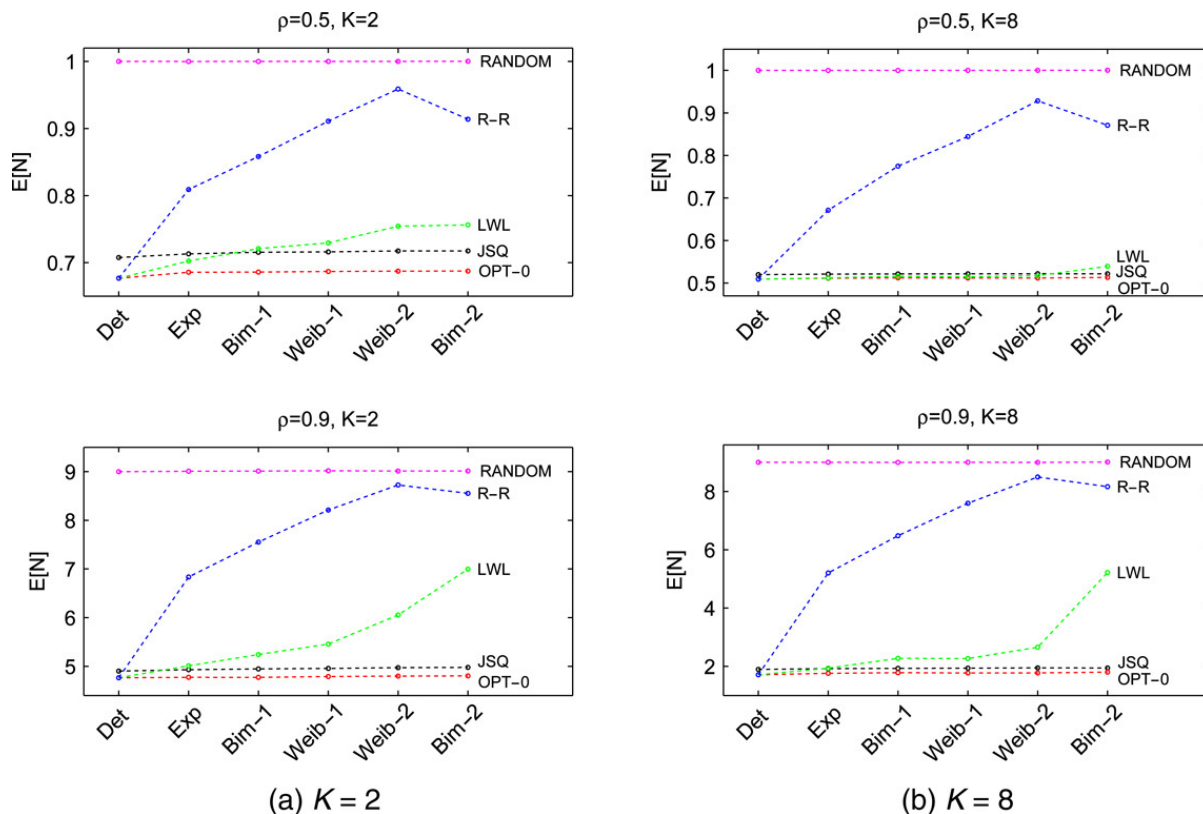 ρ=0.5, K=2
1
0.9
0.8
0.7
E[N]
RANDOM
R-R
LWL
JSQ
OPT-0
Det
Exp
Bim-1
Weib-1
Weib-2
Bim-2
ρ=0.5, K=8
1
0.9
0.8
0.7
0.6
0.5
E[N]
RANDOM
R-R
LWL
JSQ
OPT-0
Det
Exp
Bim-1
Weib-1
Weib-2
Bim-2
ρ=0.9, K=2
9
8
7
6
5
E[N]
RANDOM
R-R
LWL
JSQ
OPT-0
Det
Exp
Bim-1
Weib-1
Weib-2
Bim-2
ρ=0.9, K=8
8
6
4
2
E[N]
RANDOM
R-R
LWL
JSQ
OPT-0
Det
Exp
Bim-1
Weib-1
Weib-2
Bim-2
(a) K = 2
(b) K = 8